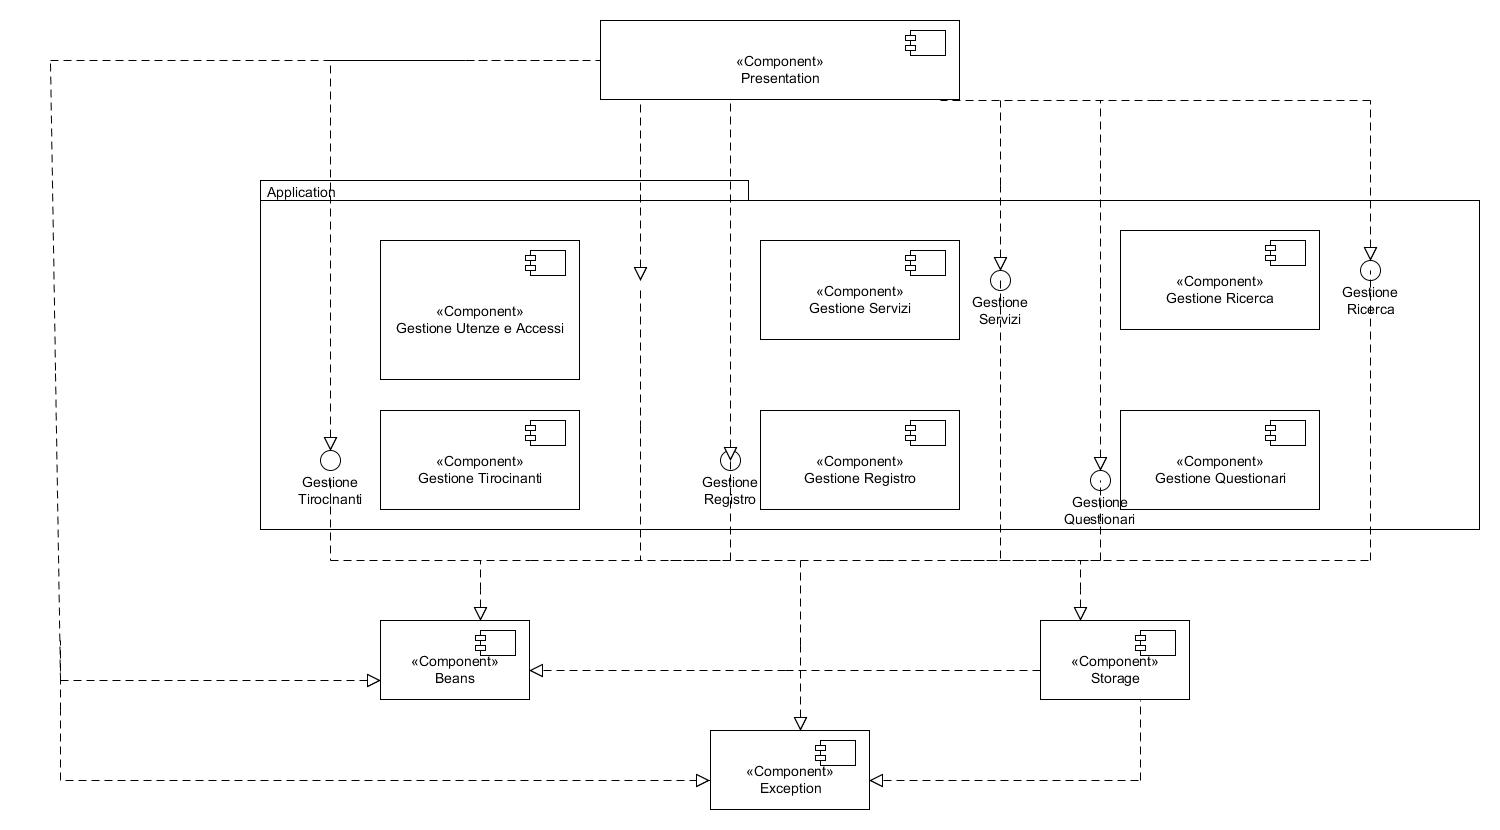 «Component»
Presentation
Application
«Component»
Gestione Utenze e Accessi
«Component»
Gestione Servizi
Gestione
Servizi
«Component»
Gestione Ricerca
Gestione
Ricerca
Gestione
Tirocinanti
«Component»
Gestione Tirocinanti
Gestione
Registro
«Component»
Gestione Registro
Gestione
Questionari
«Component»
Gestione Questionari
«Component»
Beans
«Component»
Storage
«Component»
Exception